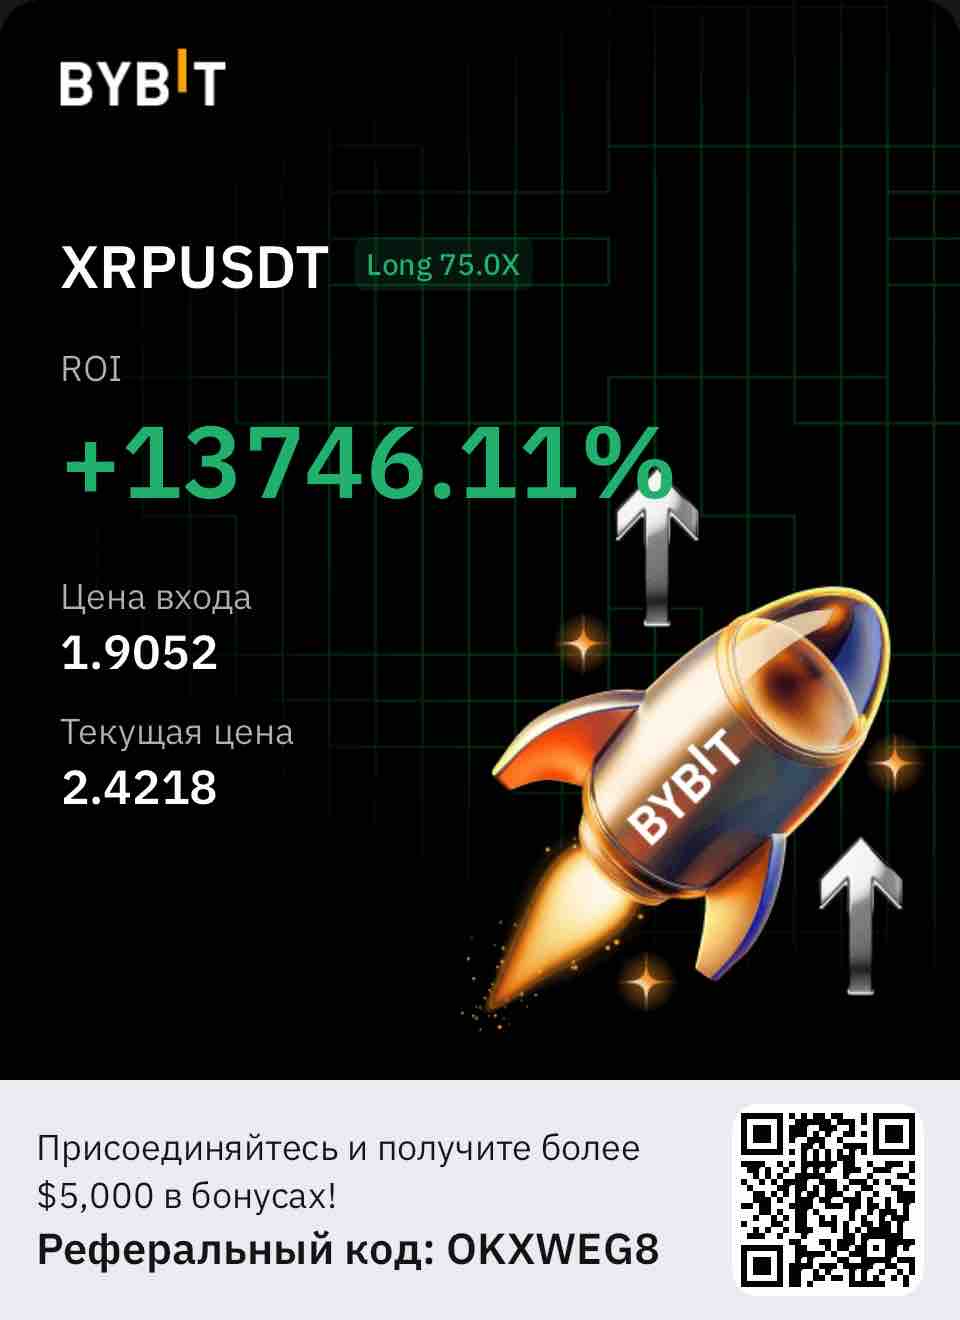 BYBIT
XRPUSDT Long 75.0X
ROI
+13746.11%
Цена входа
1.9052
Текущая цена
2.4218
BYBIT
Присоединяйтесь и получите более
$5,000 в бонусах!
Реферальный код: OKXWEG8